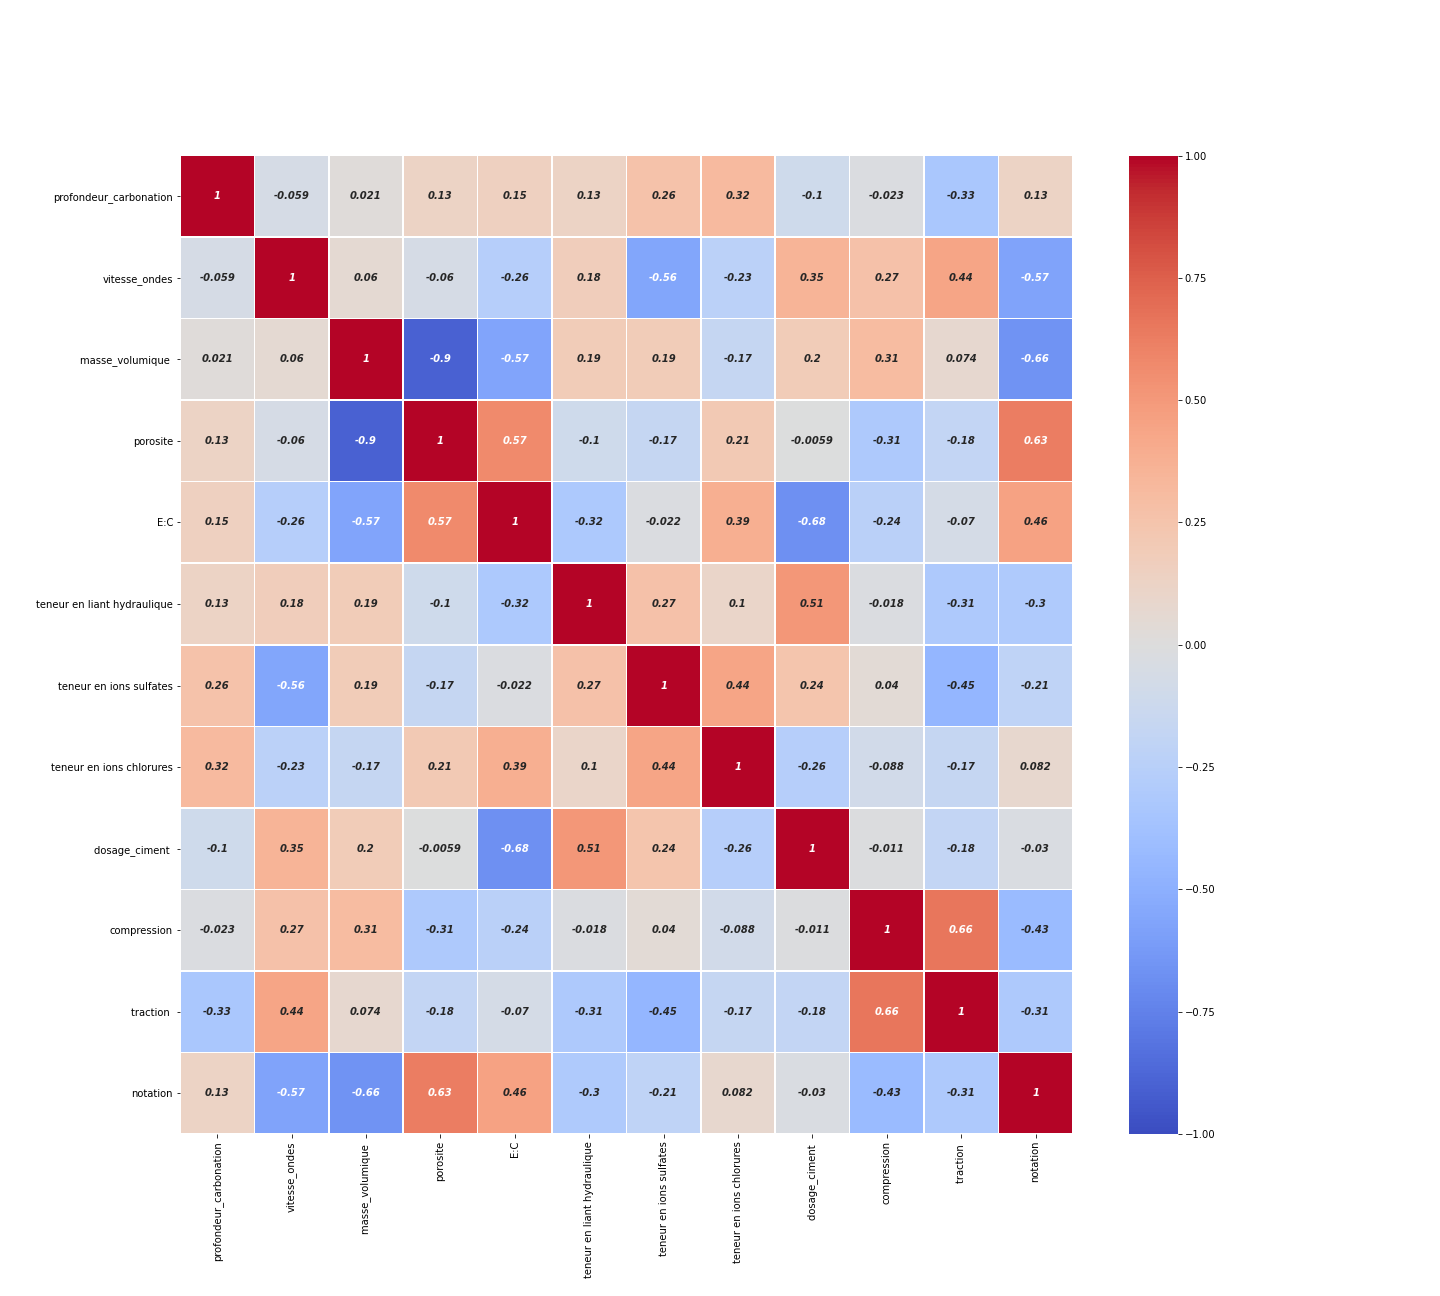 profondeur_carbonation 1 -0.059 0.021 0.13 0.15 0.13 0.26 0.32 -0.1 -0.023 -0.33 0.13
vitesse_ondes -0.059 1 0.06 -0.06 -0.26 0.18 -0.56 -0.23 0.35 0.27 0.44 -0.57
masse_volumique 0.021 0.06 1 -0.9 -0.57 0.19 0.19 -0.17 0.2 0.31 0.074 -0.66
porosite 0.13 -0.06 -0.9 1 0.57 -0.1 -0.17 0.21 -0.0059 -0.31 -0.18 0.63
E:C 0.15 -0.26 -0.57 0.57 1 -0.32 -0.022 0.39 -0.68 -0.24 -0.07 0.46
teneur en liant hydraulique 0.13 0.18 0.19 -0.1 -0.32 1 0.27 0.1 0.51 -0.018 -0.31 -0.3
teneur en ions sulfates 0.26 -0.56 0.19 -0.17 -0.022 0.27 1 0.44 0.24 0.04 -0.45 -0.21
teneur en ions chlorures 0.32 -0.23 -0.17 0.21 0.39 0.1 0.44 1 -0.26 -0.088 -0.17 0.082
dosage_ciment -0.1 0.35 0.2 -0.0059 -0.68 0.51 0.24 -0.26 1 -0.011 -0.18 -0.03
compression -0.023 0.27 0.31 -0.31 -0.24 -0.018 0.04 -0.088 -0.011 1 0.66 -0.43
traction -0.33 0.44 0.074 -0.18 -0.07 -0.31 -0.45 -0.17 -0.18 0.66 1 -0.31
notation 0.13 -0.57 -0.66 0.63 0.46 -0.3 -0.21 0.082 -0.03 -0.43 -0.31 1
profondeur_carbonation
vitesse_ondes
masse_volumique
porosite
E:C
teneur en liant hydraulique
teneur en ions sulfates
teneur en ions chlorures
dosage_ciment
compression
traction
notation
1.00
0.75
0.50
0.25
0.00
−0.25
−0.50
−0.75
−1.00